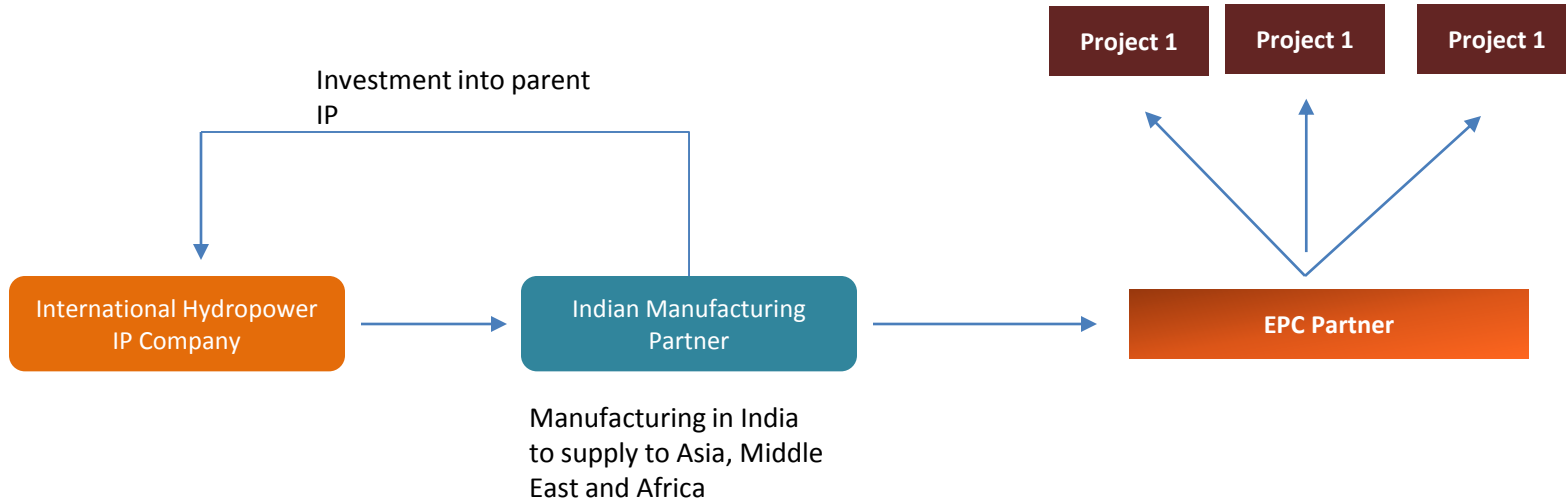 Project 1
Project 1
Project 1
Investment into parent
IP
International Hydropower
IP Company
Indian Manufacturing
Partner
EPC Partner
Manufacturing in India
to supply to Asia, Middle
East and Africa